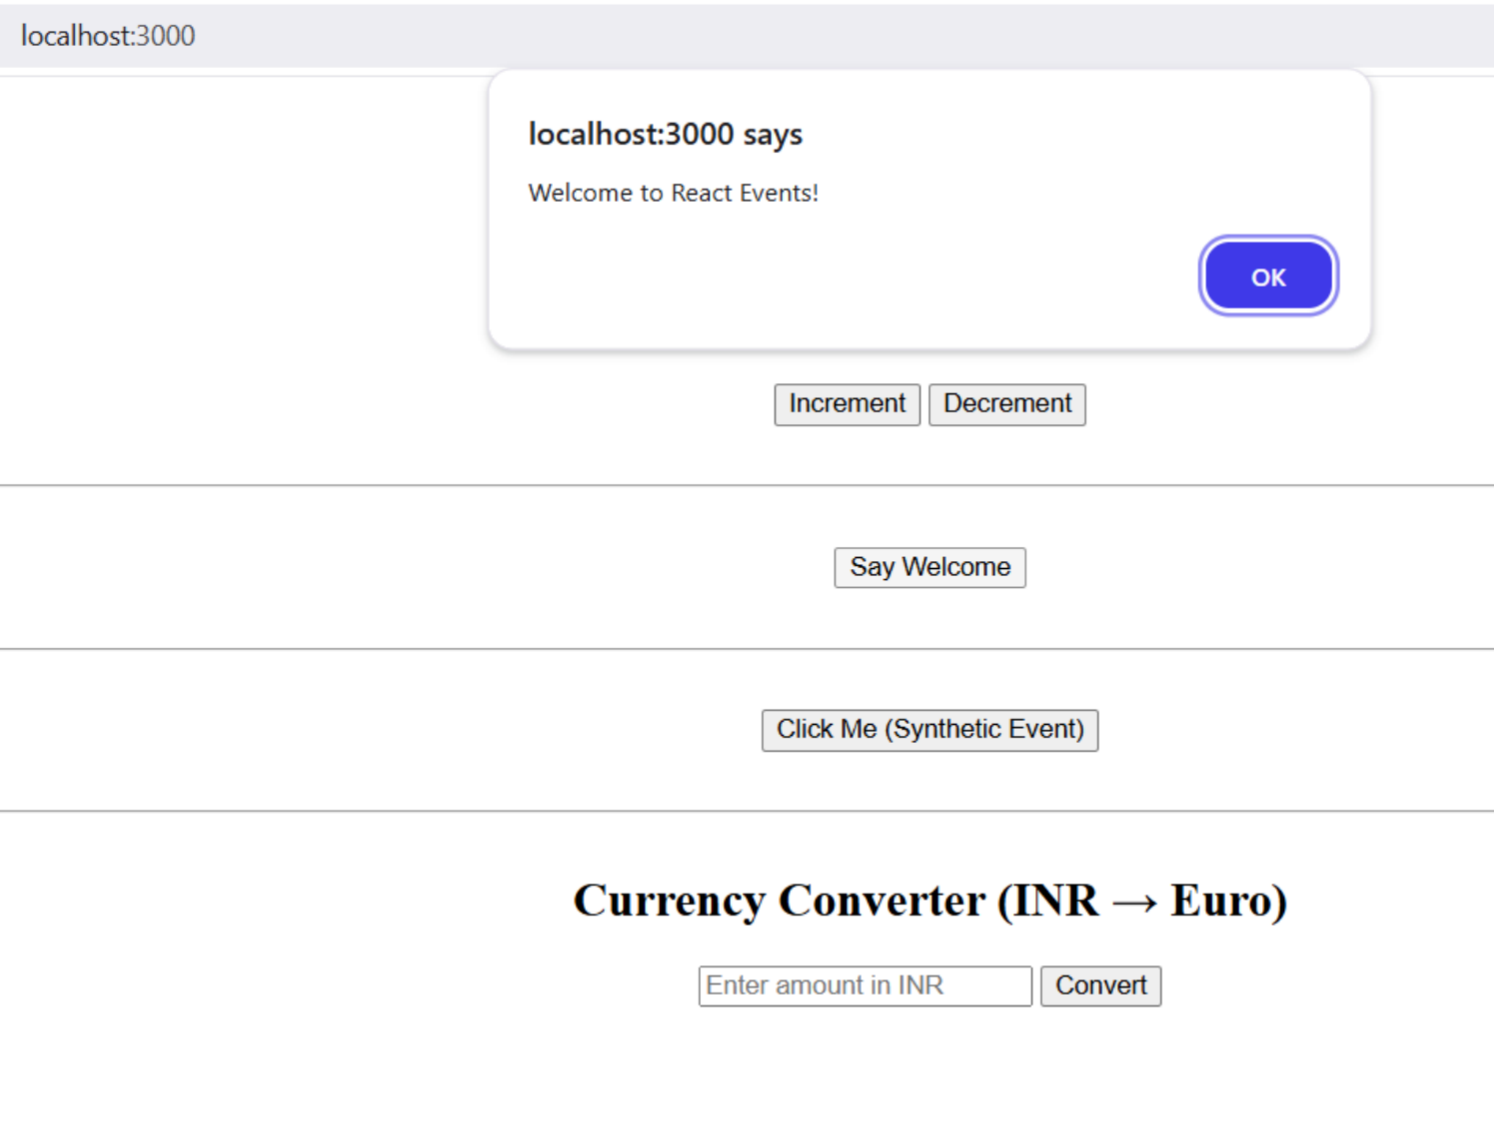 localhost:3000
localhost:3000 says
Welcome to React Events!
OK
Increment Decrement
Say Welcome
Click Me (Synthetic Event)
Currency Converter (INR → Euro)
Enter amount in INR Convert